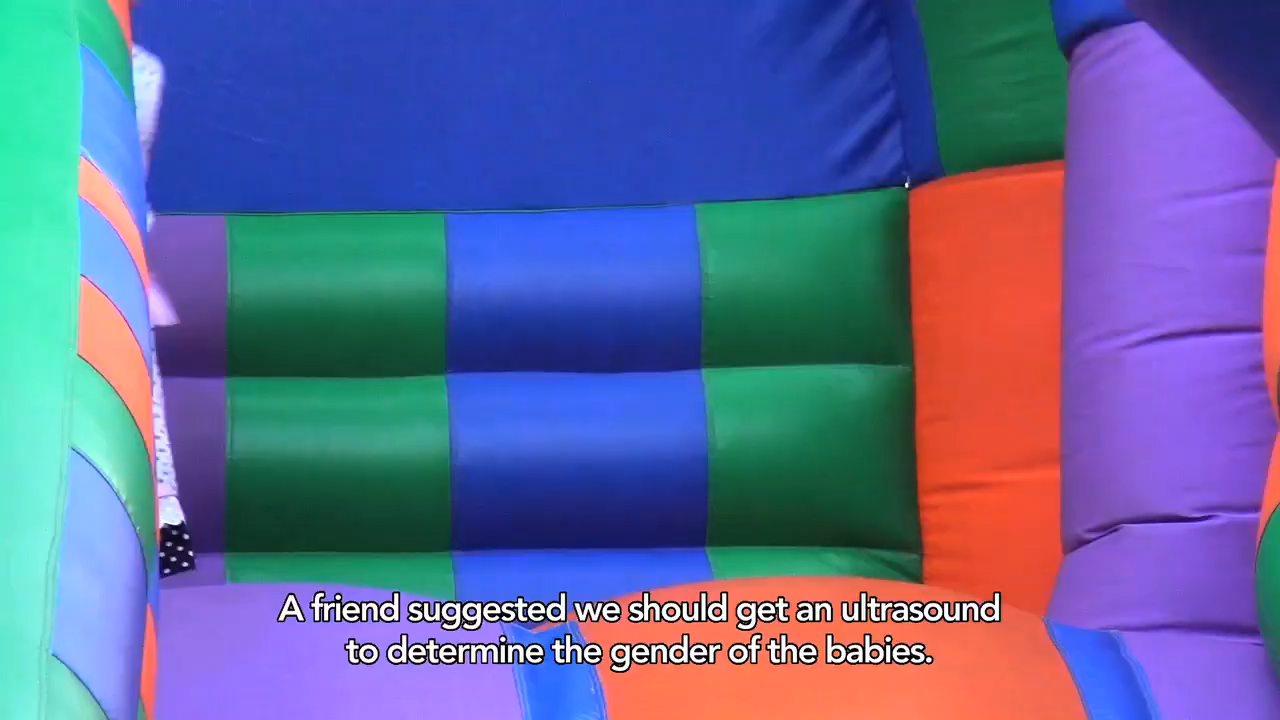 A friend suggested we should get an ultrasound
to determine the gender of the babies.